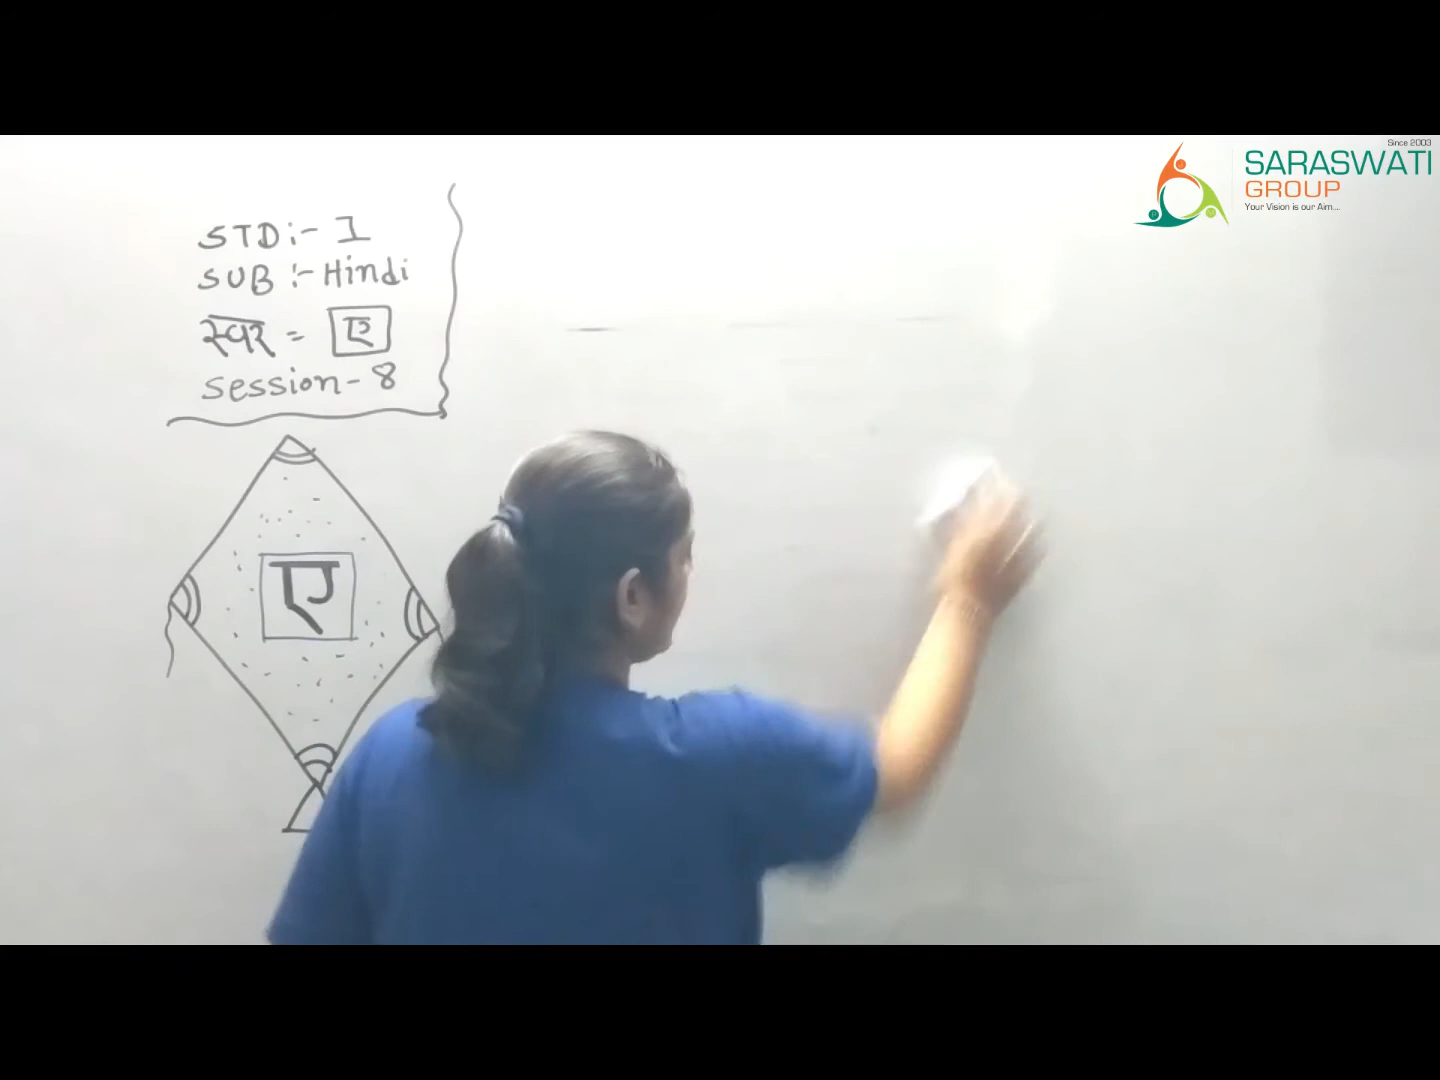 STD :- I
SUB :- Hindi
स्वर = ए
Session - 8
ए
Since 2003
SARASWATI
GROUP
Your Vision is our Aim....